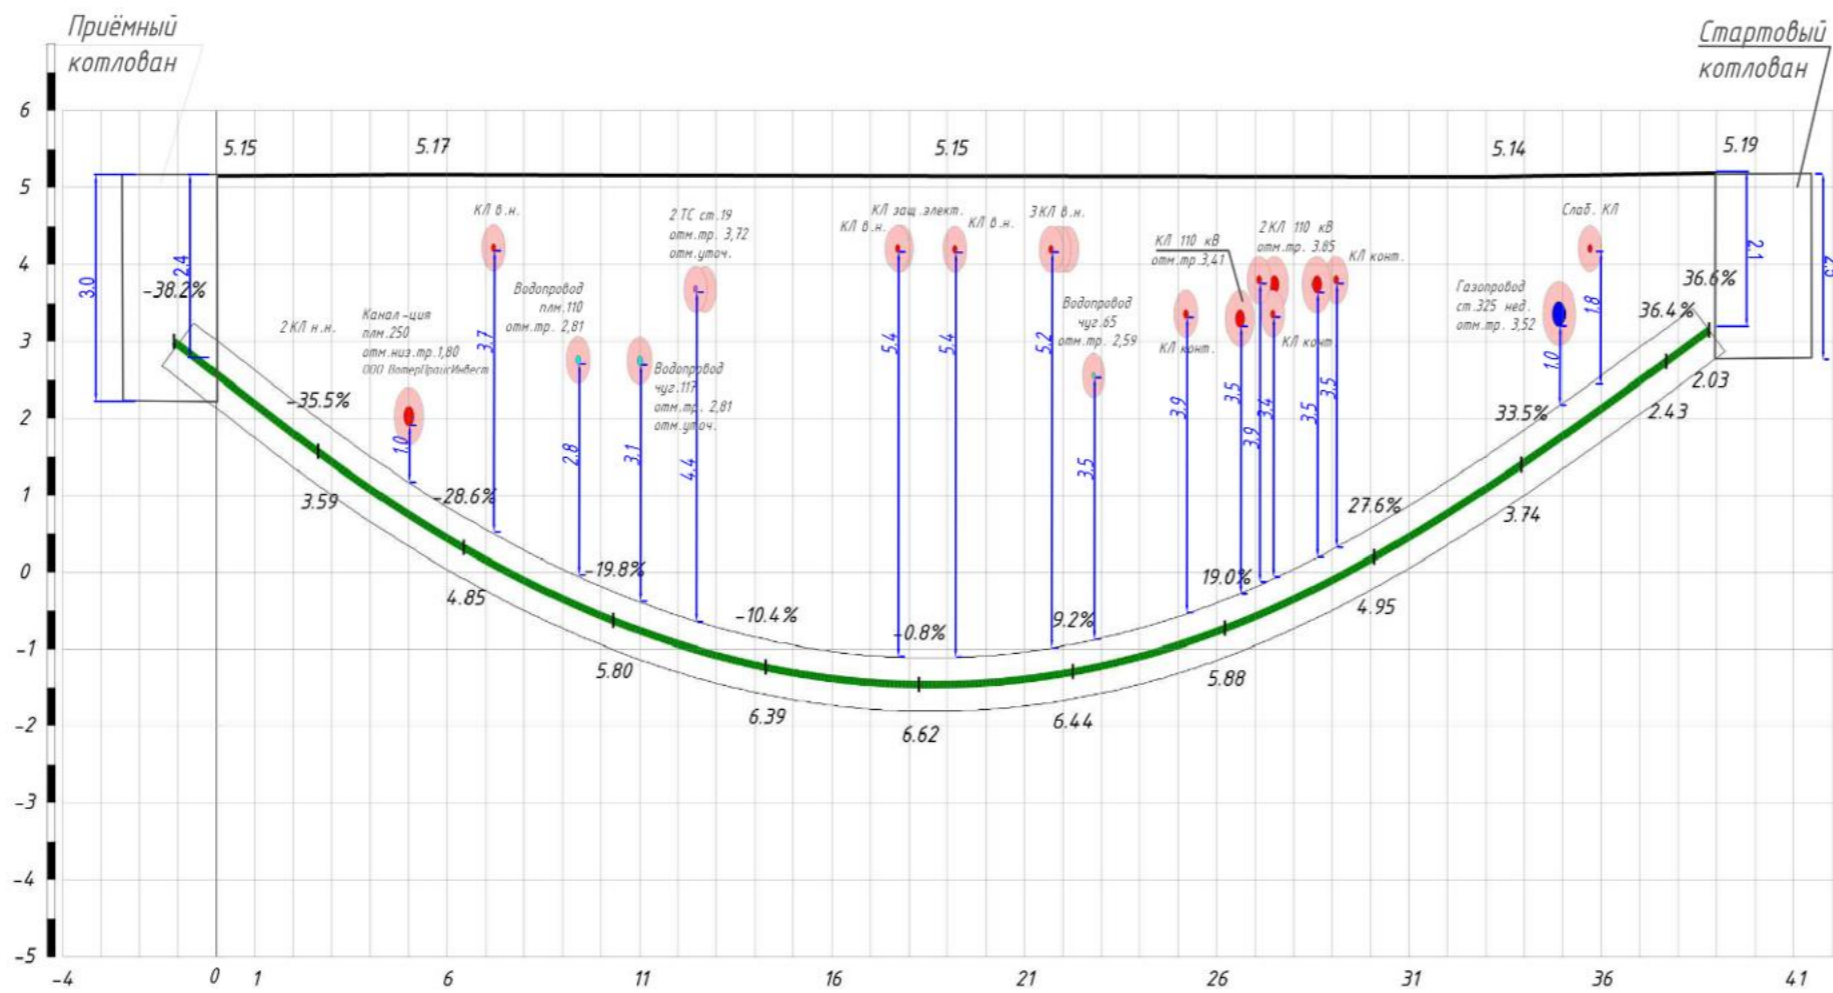 Приёмный
котлован
Стартовый
котлован
6
5
4
3
2
1
0
-1
-2
-3
-4
-5
5.15
5.17
5.15
5.14
5.19
3.0
2.4
-38.2%
2 КЛ н.н.
Канал-ция
плм.250
отм.низ.тр.1,80
ООО ВотерПрайсИнвест
1.0
КЛ в.н.
3.7
Водопровод
плм.110
отм.тр. 2,81
2.8
Водопровод
чуг.117
отм.тр. 2,81
отм.уточ.
3.1
2 ТС ст.19
отм.тр. 3,72
отм.уточ.
4.4
КЛ защ.элект.
КЛ в.н.
КЛ в.н.
5.4
5.4
3 КЛ в.н.
5.2
Водопровод
чуг.65
отм.тр. 2,59
3.5
КЛ 110 кВ
отм.тр.3,41
КЛ конт.
3.9
3.5
2 КЛ 110 кВ
отм.тр. 3.85
КЛ конт.
КЛ конт.
3.9
3.4
3.5
3.5
Газопровод
ст.325 нед.
отм.тр. 3,52
1.0
Слаб. КЛ
1.8
2.1
36.6%
36.4%
33.5%
27.6%
19.0%
9.2%
-0.8%
-10.4%
-19.8%
-28.6%
-35.5%
3.59
4.85
5.80
6.39
6.62
6.44
5.88
4.95
3.74
2.43
2.03
-4
0
1
6
11
16
21
26
31
36
41